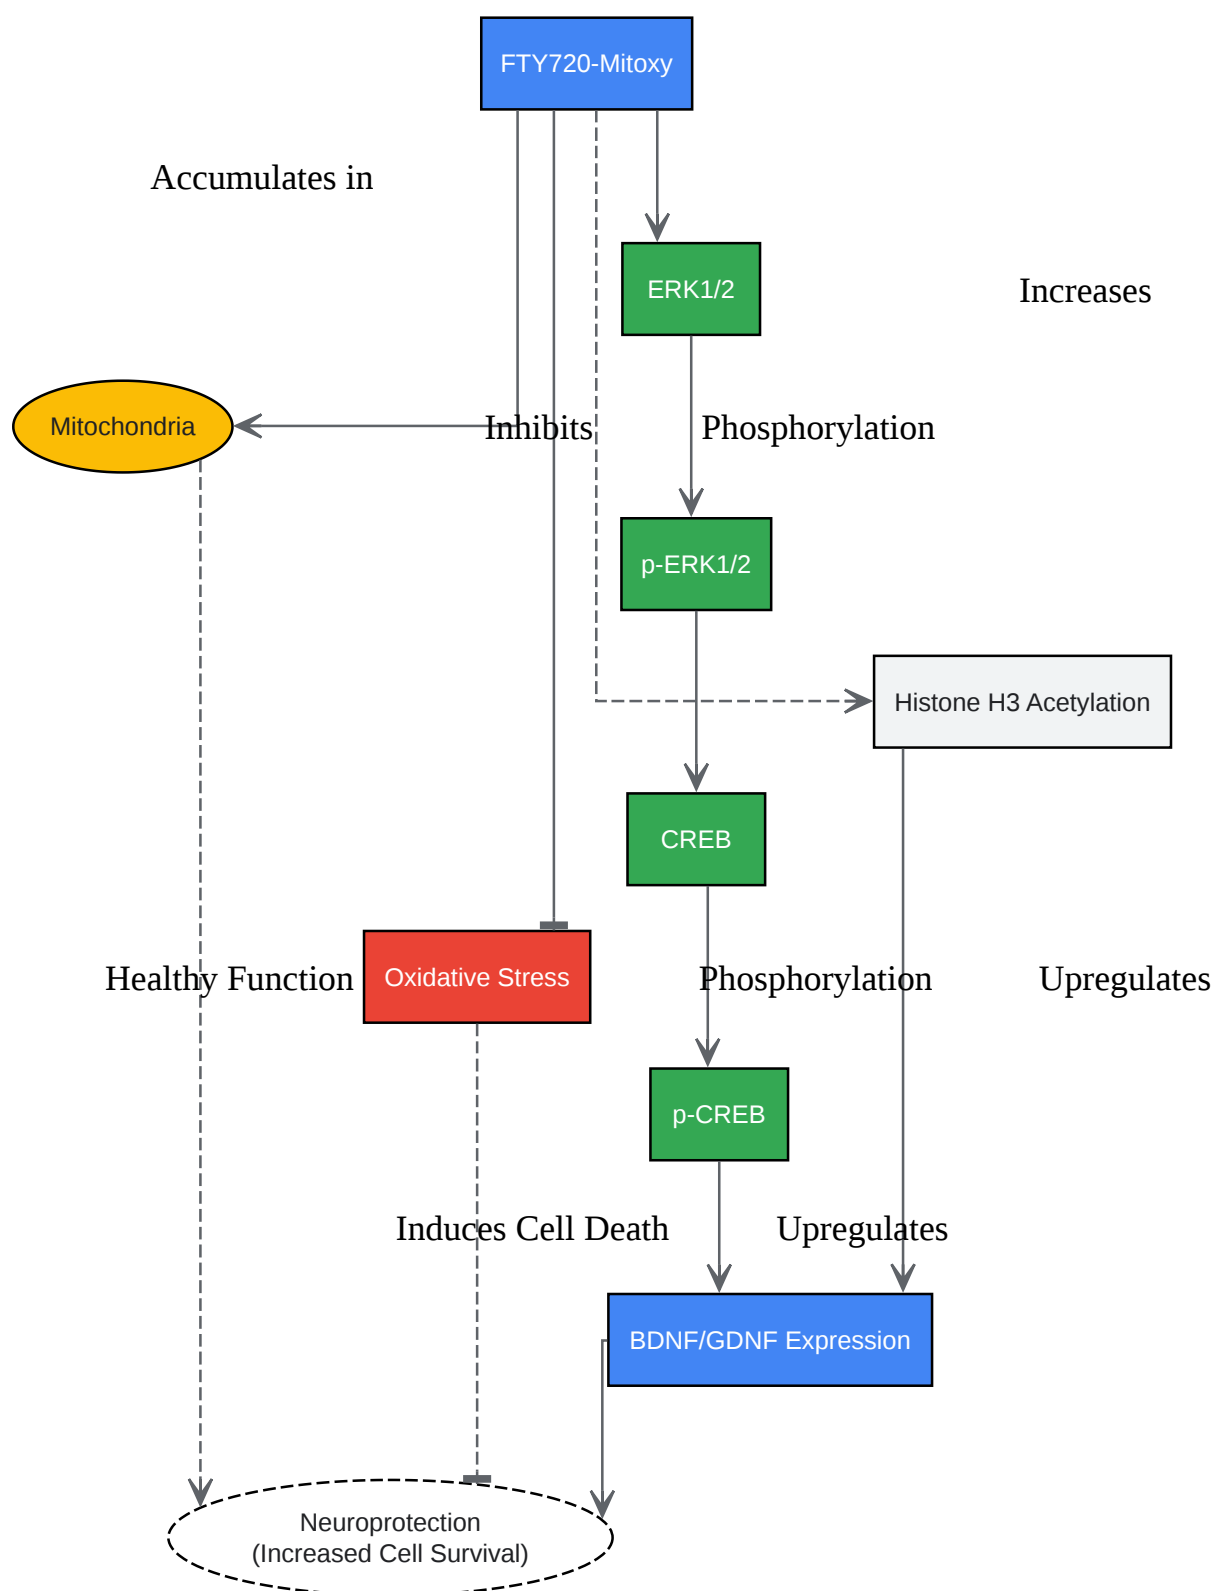 FTY720-Mitoxy
Accumulates in
ERK1/2
Increases
Mitochondria
Inhibits
Phosphorylation
p-ERK1/2
Histone H3 Acetylation
CREB
Healthy Function
Oxidative Stress
Phosphorylation
Upregulates
p-CREB
Induces Cell Death
Upregulates
BDNF/GDNF Expression
Neuroprotection
(Increased Cell Survival)